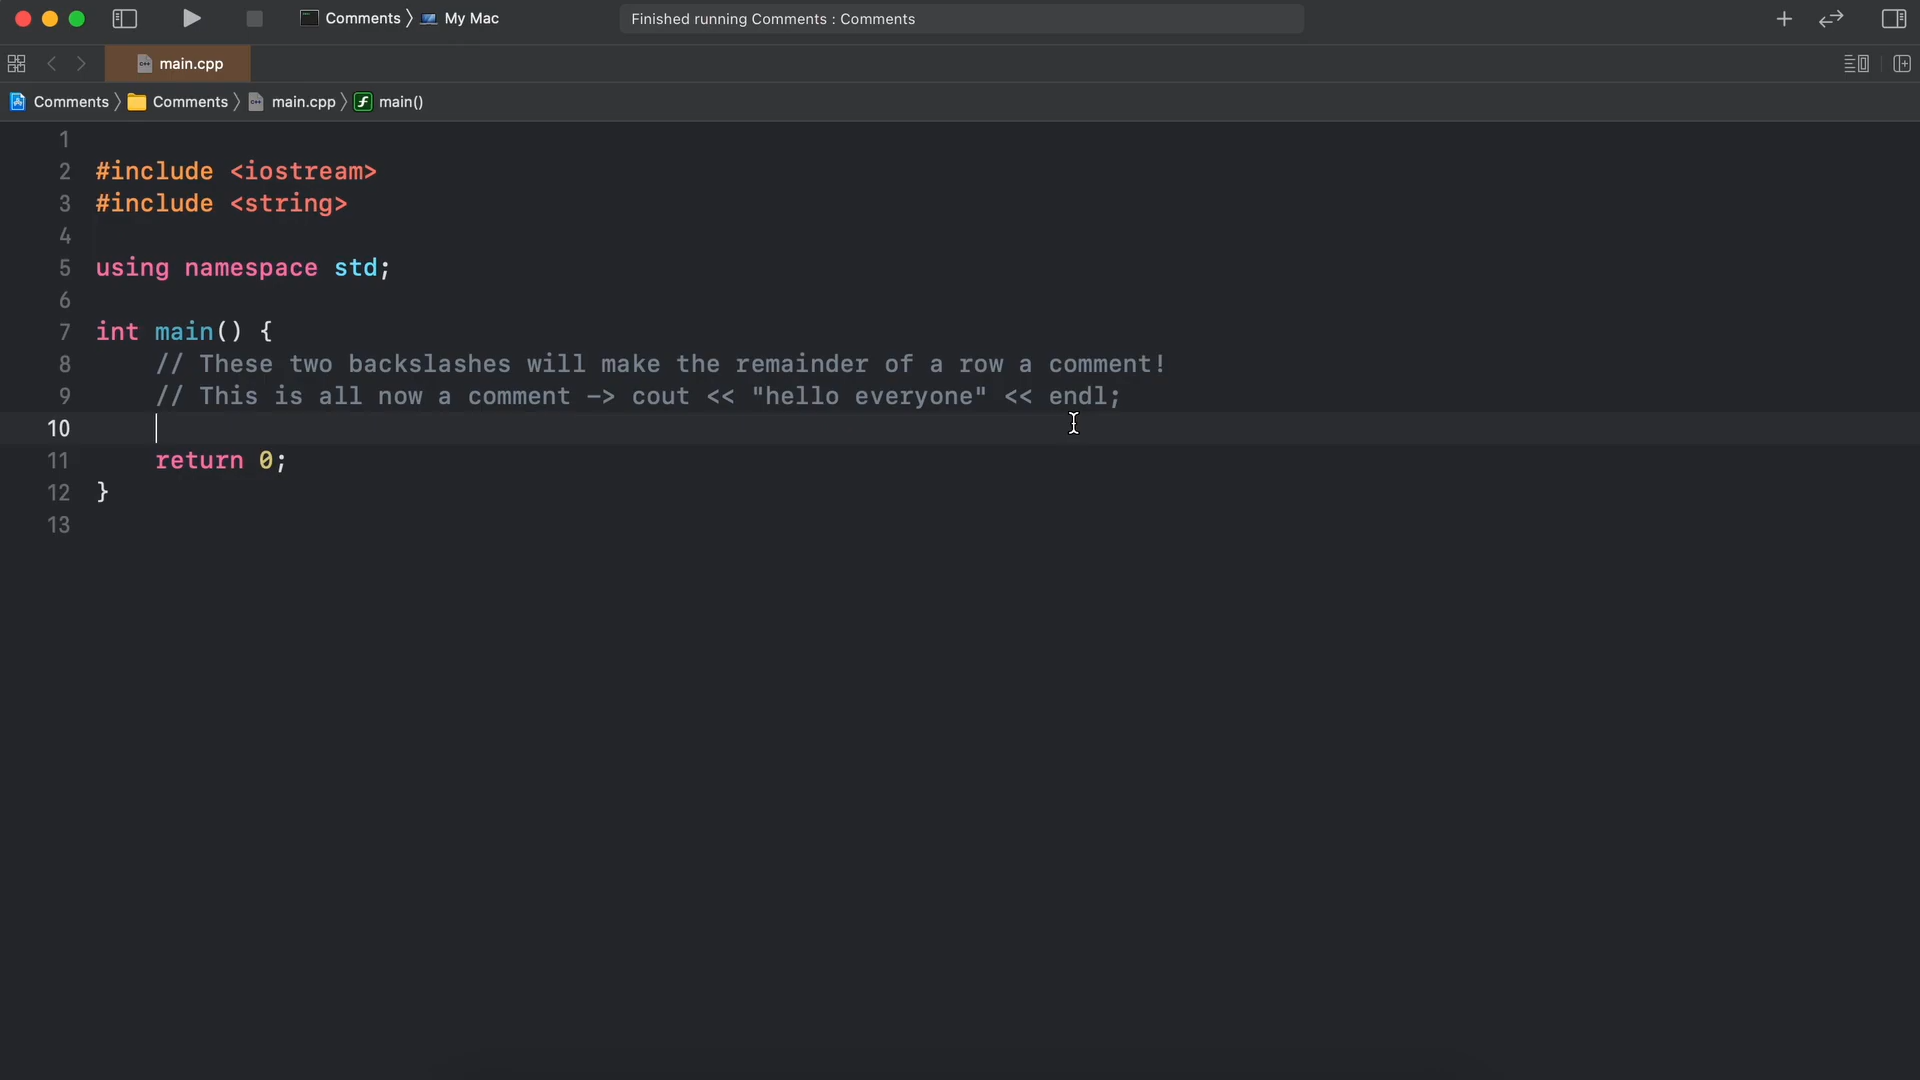 Comments 〉 My Mac
Finished running Comments : Comments
main.cpp
Comments 〉 Comments 〉 main.cpp 〉 main()
1
2 #include <iostream>
3 #include <string>
4
5 using namespace std;
6
7 int main() {
8 // These two backslashes will make the remainder of a row a comment!
9 // This is all now a comment -> cout << "hello everyone" << endl;
10
11 return 0;
12 }
13